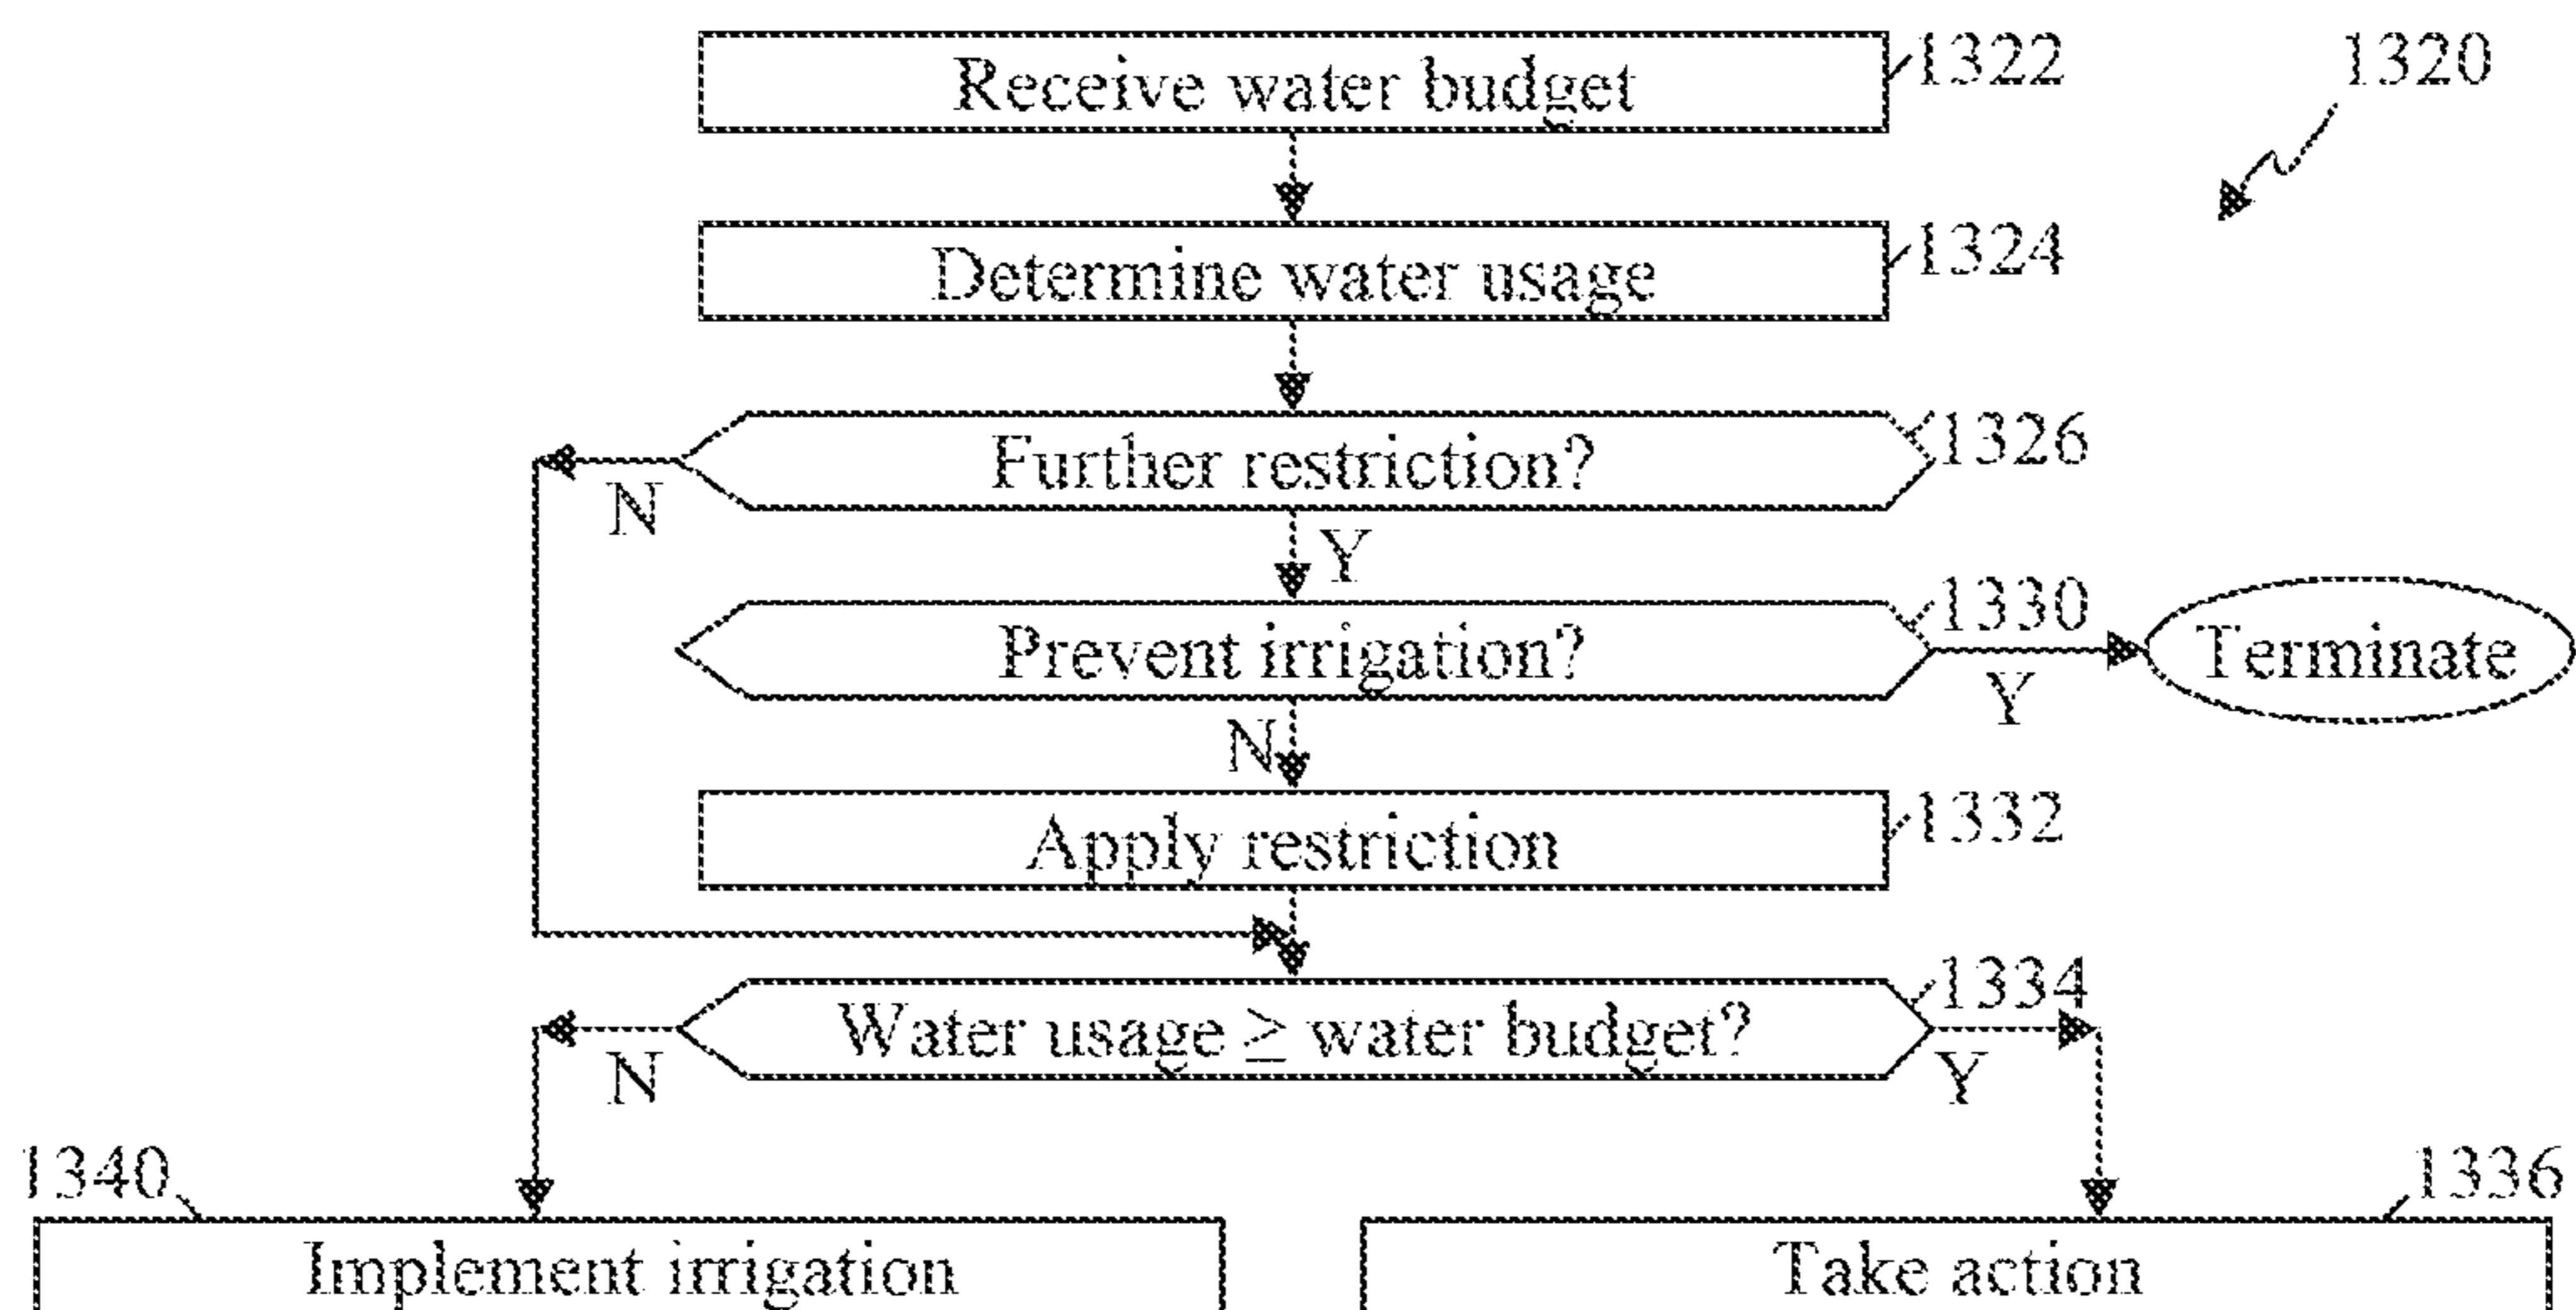 Receive water budget
1322
1320
Determine water usage
1324
Further restriction?
1326
N
Y
Prevent irrigation?
1330
Y
Terminate
N
Apply restriction
1332
Water usage ≥ water budget?
1334
N
Y
1340
1336
Implement irrigation
Take action